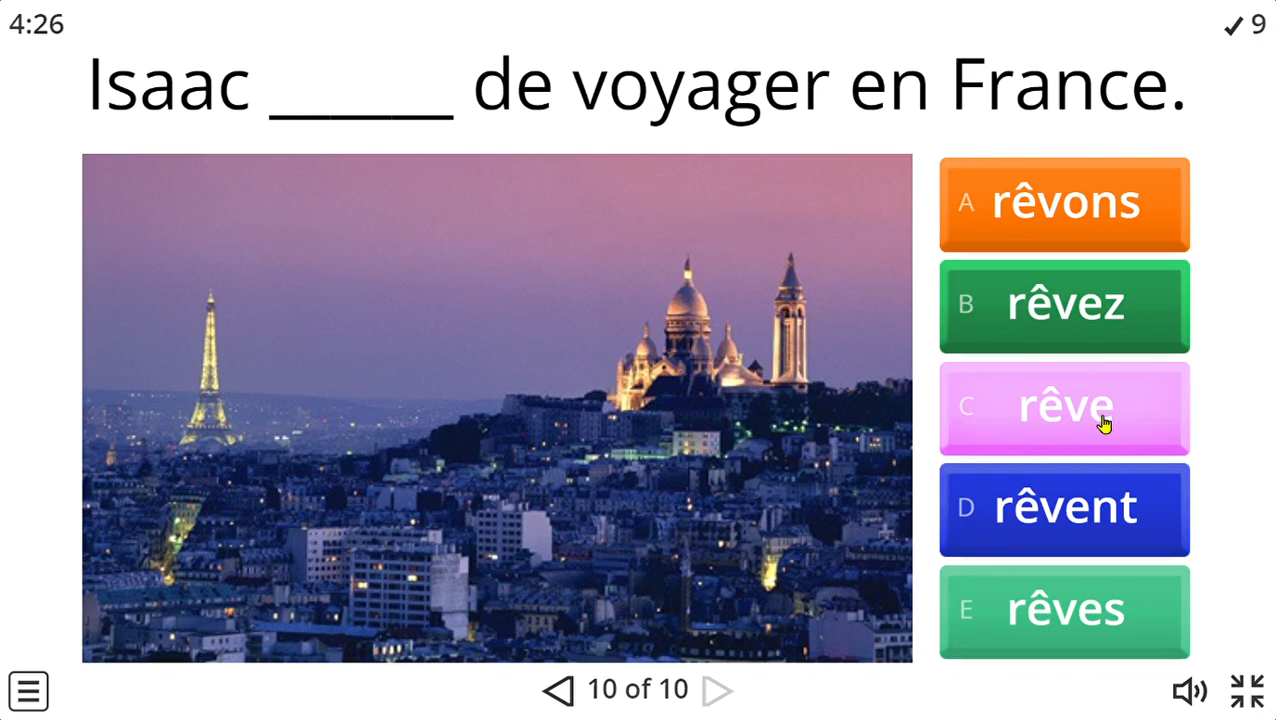 4:26
✓ 9
Isaac ______ de voyager en France.
A rêvons
B rêvez
C rêve
D rêvent
E rêves
10 of 10